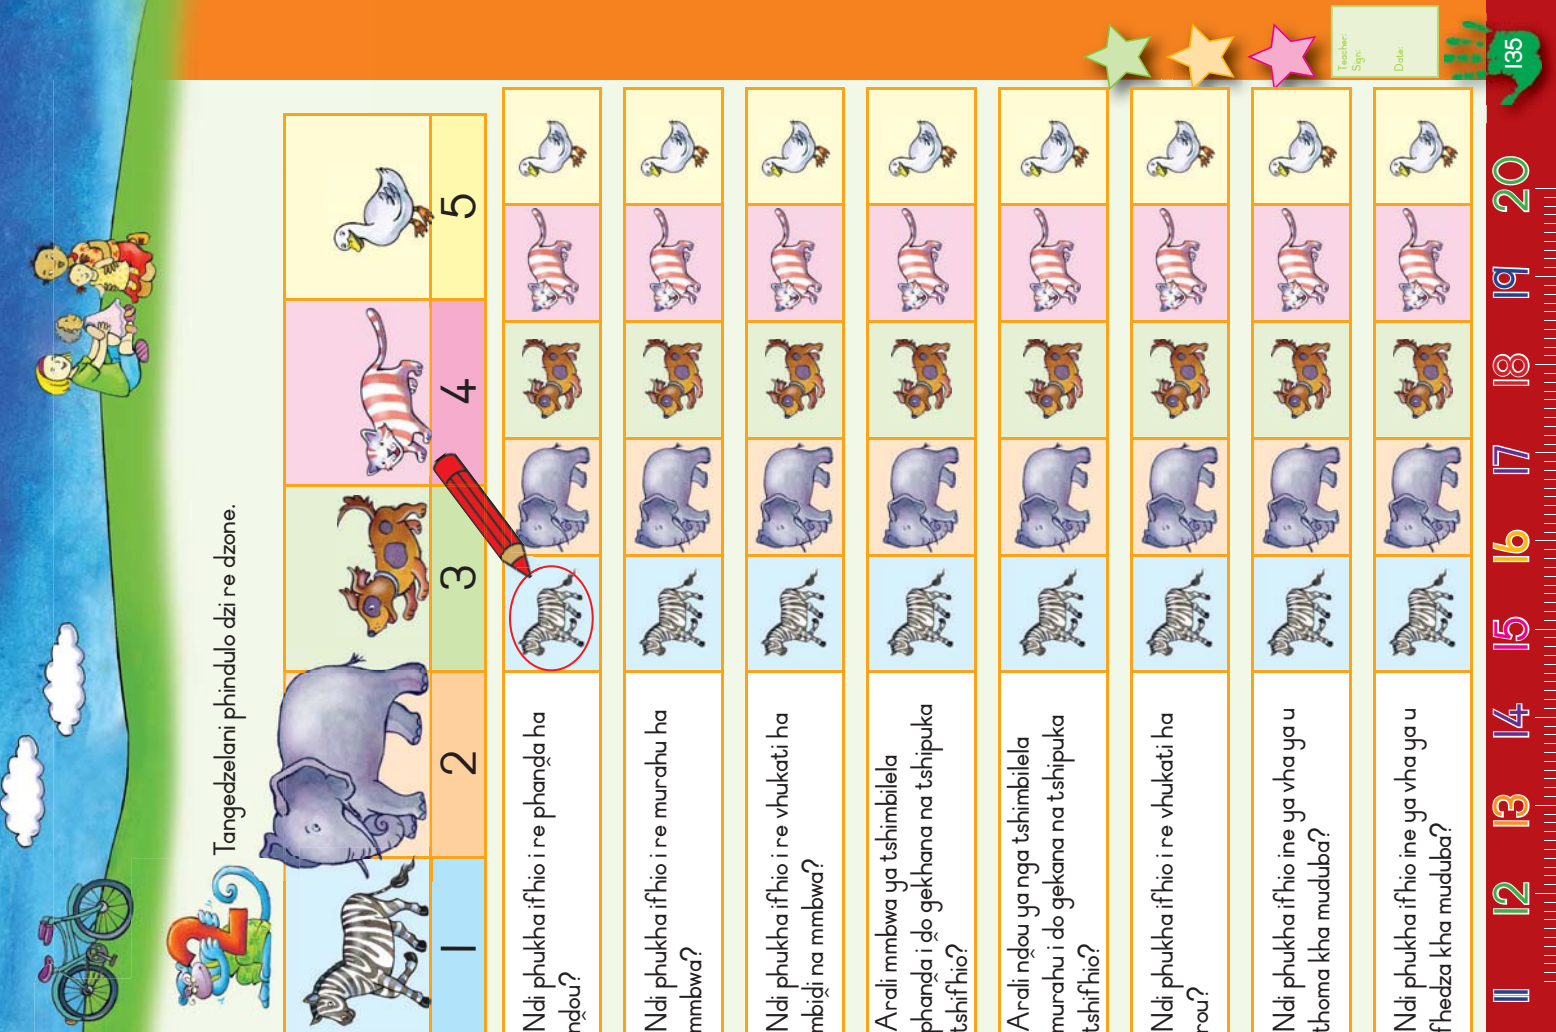 Tangedzelani phindulo dzi re dzone.
2
1
2
3
4
5
Ndi phukha ifhio i re phanḓa ha
nḓou?
Ndi phukha ifhio i re murahu ha
mmbwa?
Ndi phukha ifhio i re vhukati ha
mbiḓi na mmbwa?
Arali mmbwa ya tshimbilela
phanḓa i ḓo gekhana na tshipuka
tshifhio?
Arali nḓou ya nga tshimbilela
murahu i do gekana na tshipuka
tshifhio?
Ndi phukha ifhio i re vhukati ha
rou?
Ndi phukha ifhio ine ya vha ya u
thoma kha muduba?
Ndi phukha ifhio ine ya vha ya u
fhedza kha muduba?
Teacher:
Sign:
Date:
11
12
13
14
15
16
17
18
19
20
135